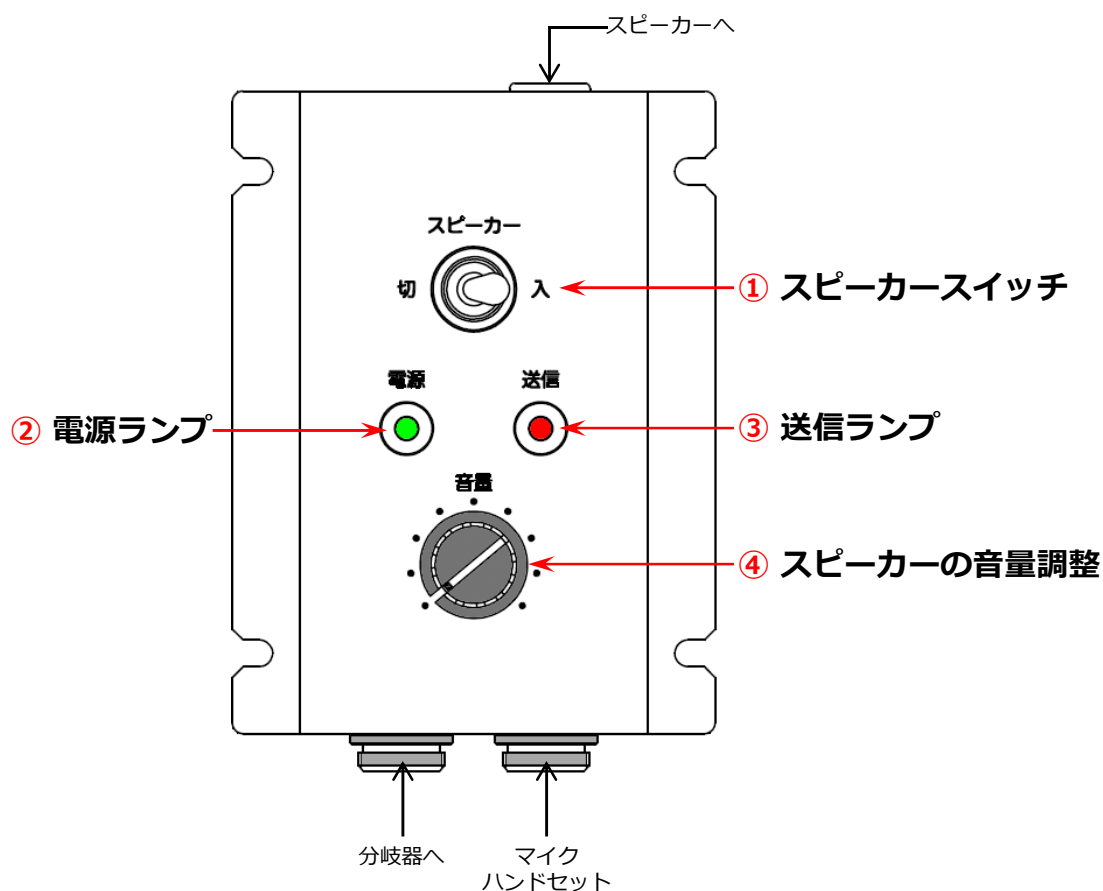 スピーカーへ
スピーカー
切
入
① スピーカースイッチ
電源
送信
② 電源ランプ
③ 送信ランプ
音量
④ スピーカーの音量調整
分岐器へ
マイク
ハンドセット